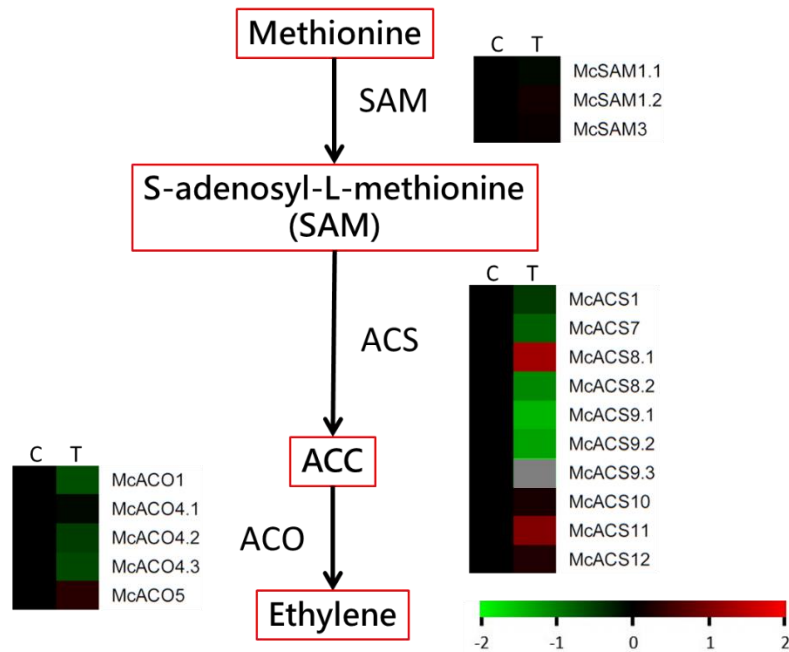 Methionine
C T
SAM
McSAM1.1
McSAM1.2
McSAM3
S-adenosyl-L-methionine
(SAM)
C T
ACS
McACS1
McACS7
McACS8.1
McACS8.2
McACS9.1
McACS9.2
McACS9.3
McACS10
McACS11
McACS12
ACC
C T
McACO1
McACO4.1
McACO4.2
McACO4.3
McACO5
ACO
Ethylene
-2 -1 0 1 2